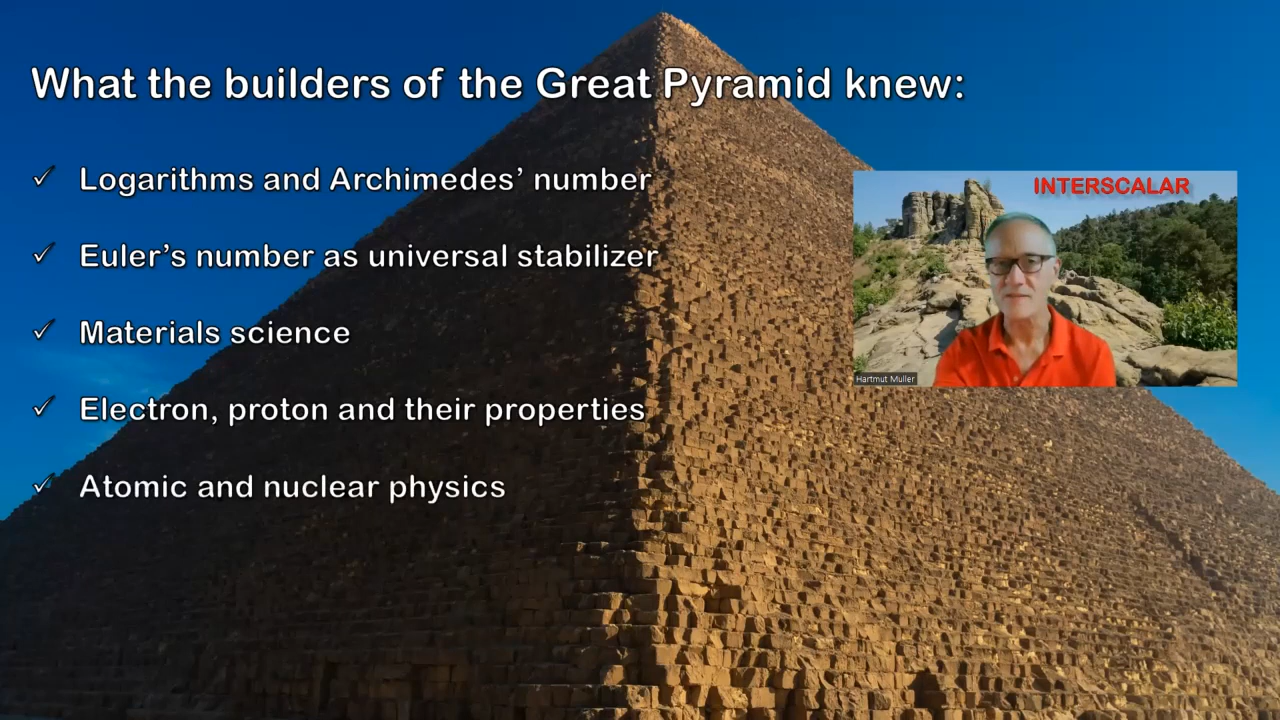 What the builders of the Great Pyramid knew:
✓ Logarithms and Archimedes’ number
✓ Euler’s number as universal stabilizer
✓ Materials science
✓ Electron, proton and their properties
✓ Atomic and nuclear physics
INTERSCALAR
Hartmut Muller